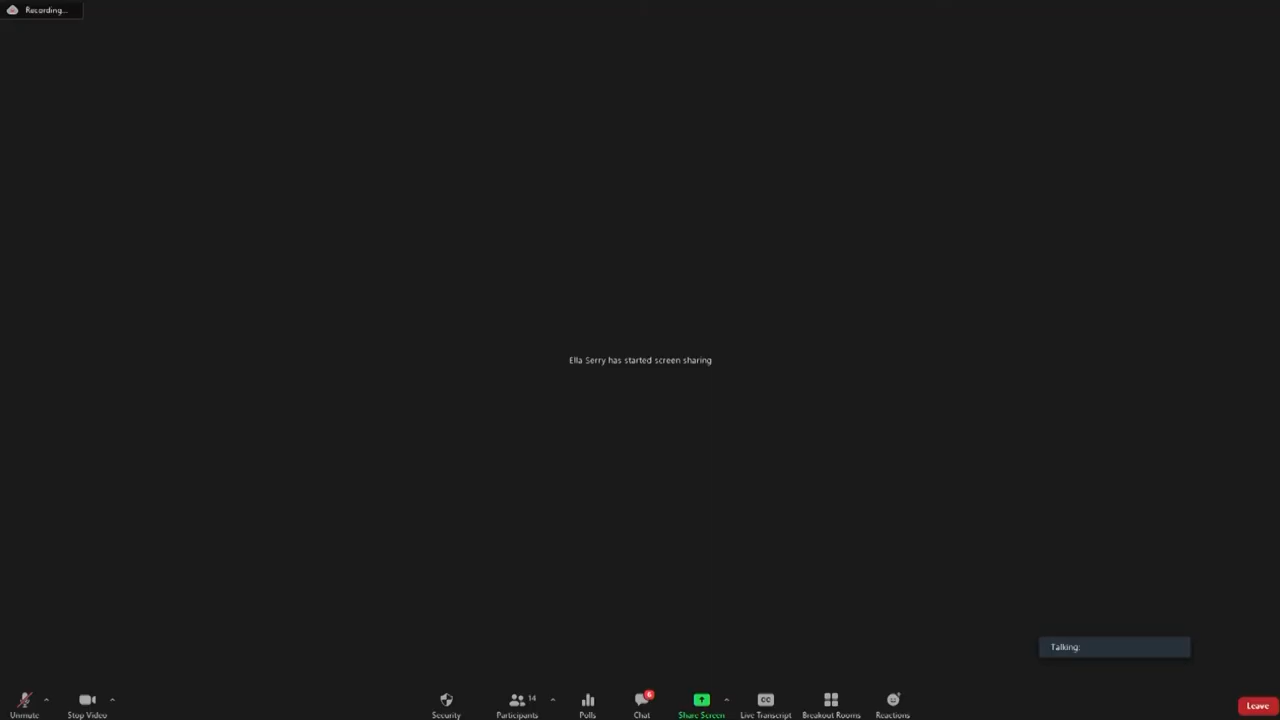 Recording...
Ella Serry has started screen sharing
Talking:
14
6
CC
Unmute
Stop Video
Security
Participants
Polls
Chat
Share Screen
Live Transcript
Breakout Rooms
Reactions
Leave